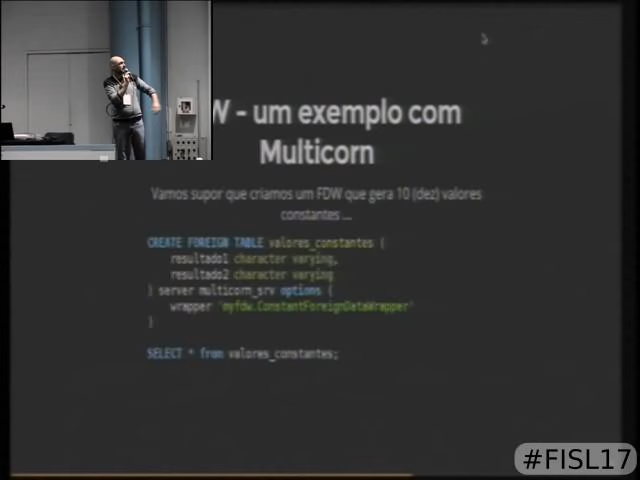 W - um exemplo com
Multicorn
Vamos supor que criamos um FDW que gera 10 (dez) valores
constantes ...
CREATE FOREIGN TABLE valores_constantes (
resultado1 character varying,
resultado2 character varying
) server multicorn_srv options (
wrapper 'myfdw.ConstantForeignDataWrapper'
)
SELECT * from valores_constantes;
#FISL17